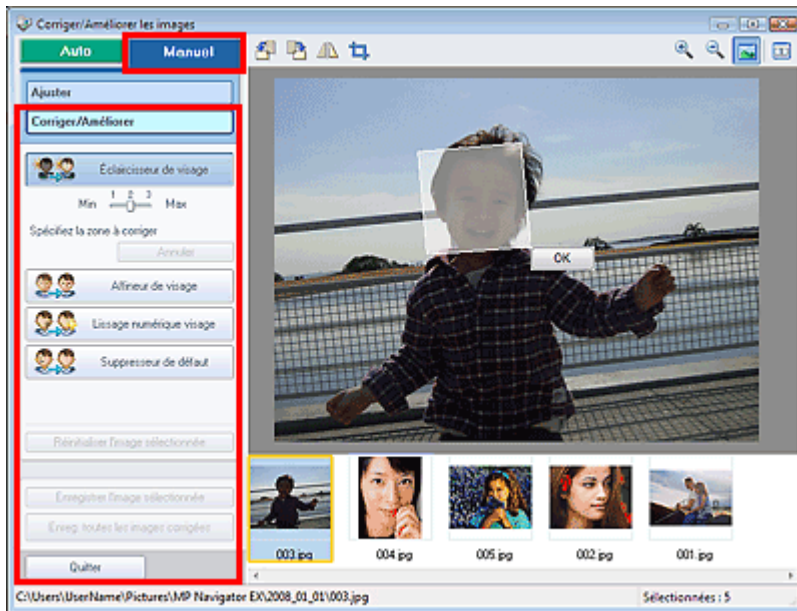 Corriger/Améliorer les images
Auto
Manuel
Ajuster
Corriger/Améliorer
Éclaircisseur de visage
1 2 3
Min Max
Spécifiez la zone à corriger
Annuler
Affineur de visage
Lissage numérique visage
Suppresseur de défaut
Réinitialiser l'image sélectionnée
Enregistrer l'image sélectionnée
Enreg. toutes les images corrigées
Quitter
OK
003.jpg
004.jpg
005.jpg
002.jpg
001.jpg
C:\Users\UserName\Pictures\MP Navigator EX\2008_01_01\003.jpg
Sélectionnées : 5